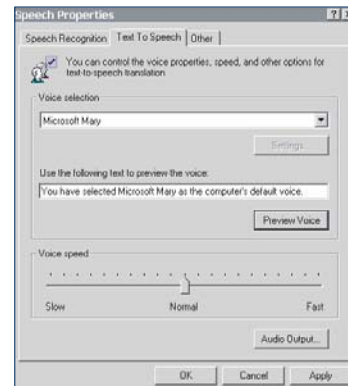 Speech Properties
Speech Recognition Text To Speech Other
You can control the voice properties, speed, and other options for
text-to-speech translation
Voice selection
Microsoft Mary
Settings...
Use the following text to preview the voice:
You have selected Microsoft Mary as the computer's default voice.
Preview Voice
Voice speed
Slow Normal Fast
Audio Output...
OK Cancel Apply